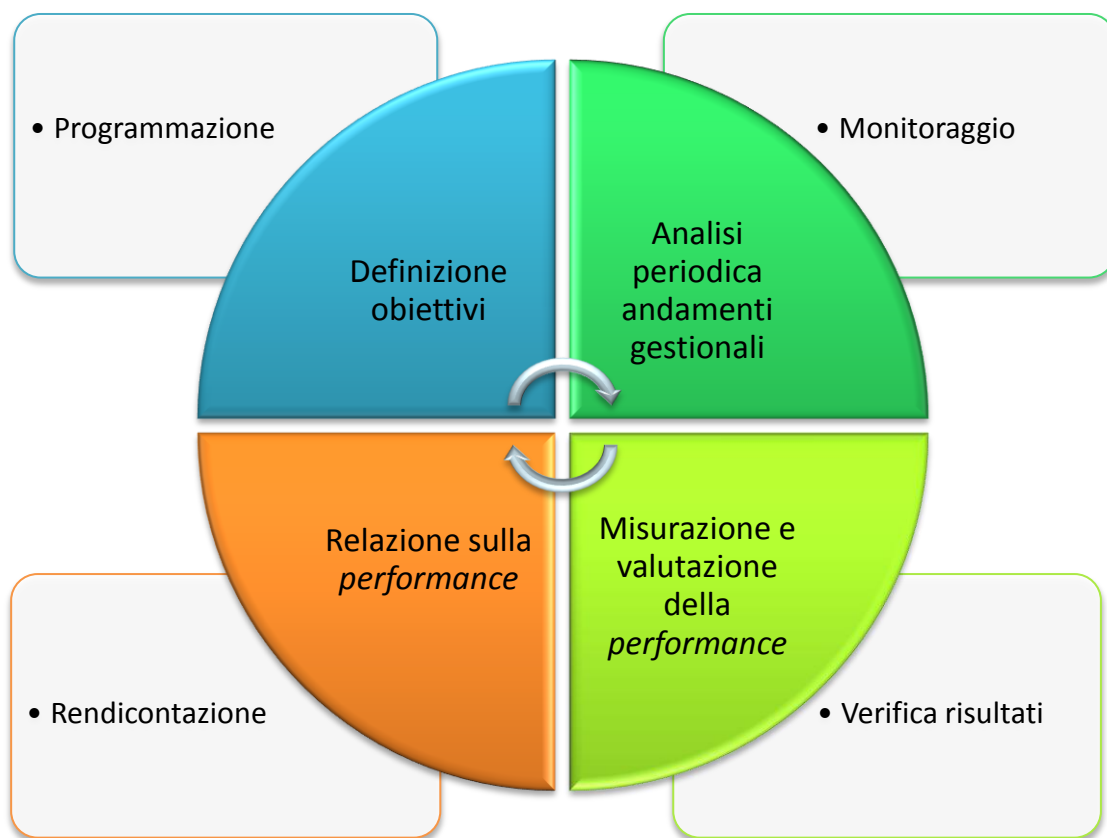 • Programmazione
• Monitoraggio
Definizione
obiettivi
Analisi
periodica
andamenti
gestionali
Relazione sulla
performance
Misurazione e
valutazione
della
performance
• Rendicontazione
• Verifica risultati